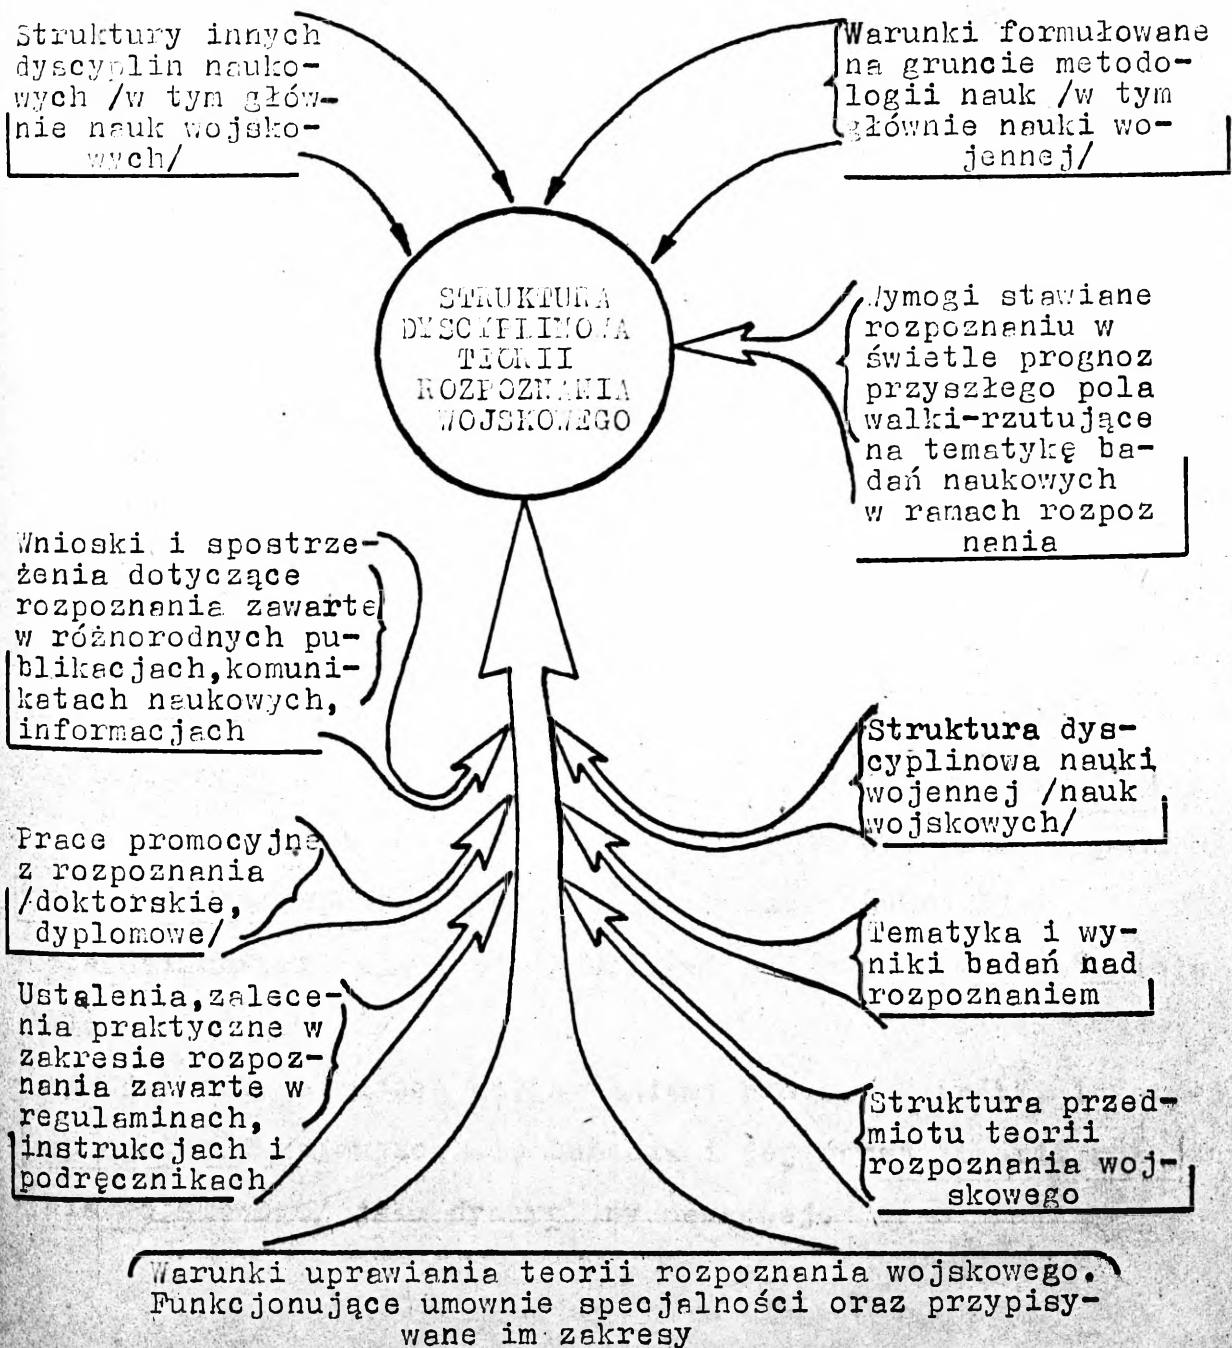 Struktury innych
dyscyplin nauko-
wych /w tym głów-
nie nauk wojsko-
wych/
Warunki formułowane
na gruncie metodo-
logii nauk /w tym
głównie nauki wo-
jennej/
STRUKTURA
DYSCYPLINOWA
TEORII
ROZPOZNANIA
WOJSKOWEGO
Wymogi stawiane
rozpoznaniu w
świetle prognoz
przyszłego pola
walki-rzutujące
na tematykę ba-
dań naukowych
w ramach rozpoz
nania
Wnioski i spostrze-
żenia dotyczące
rozpoznania zawarte
w różnorodnych pu-
blikacjach,komuni-
katach naukowych,
informacjach
Struktura dys-
cyplinowa nauki
wojennej /nauk
wojskowych/
Prace promocyjne
z rozpoznania
/doktorskie,
dyplomowe/
Tematyka i wy-
niki badań nad
rozpoznaniem
Ustalenia,zalece-
nia praktyczne w
zakresie rozpoz-
nania zawarte w
regulaminach,
instrukcjach i
podręcznikach
Struktura przed-
miotu teorii
rozpoznania woj-
skowego
Warunki uprawiania teorii rozpoznania wojskowego.
Funkcjonujące umownie specjalności oraz przypisy-
wane im zakresy